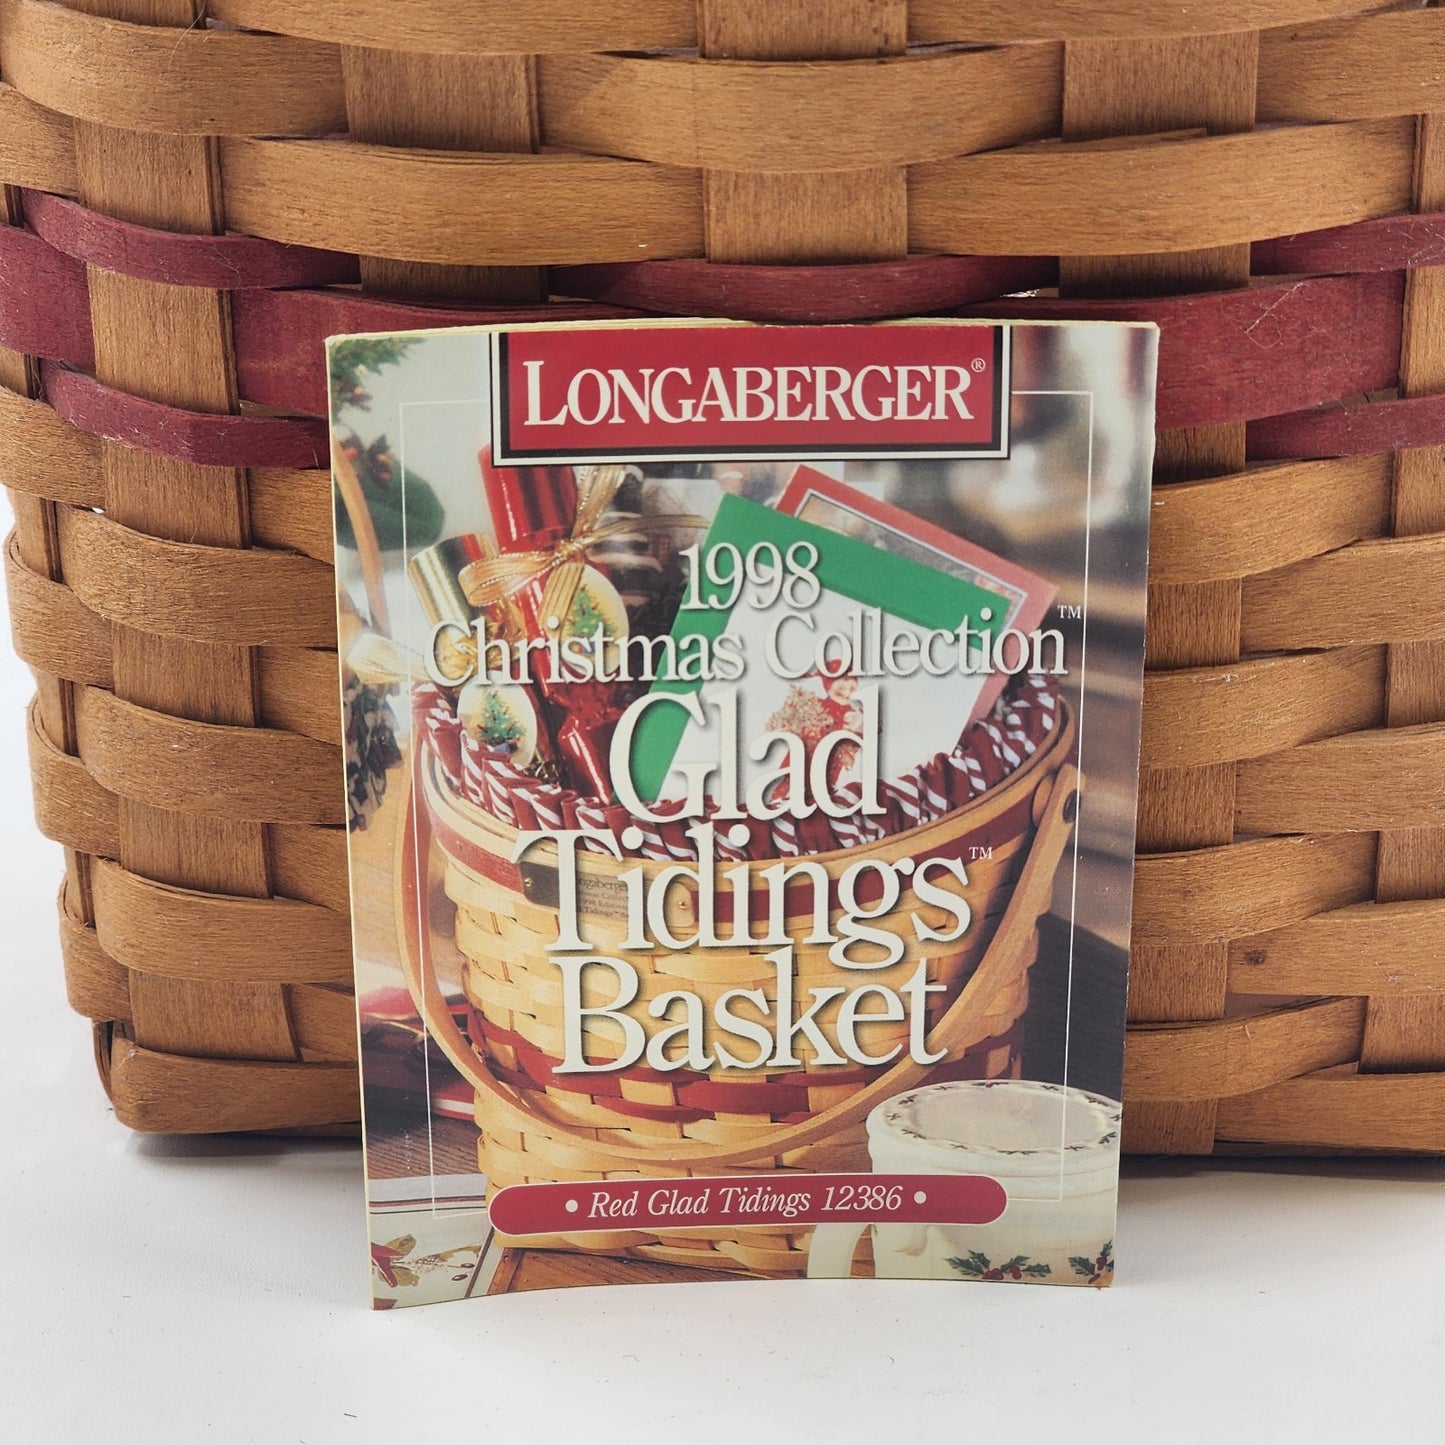 LONGABERGER®
1998
Christmas Collection™
Glad
Tidings™
Basket
• Red Glad Tidings 12386 •